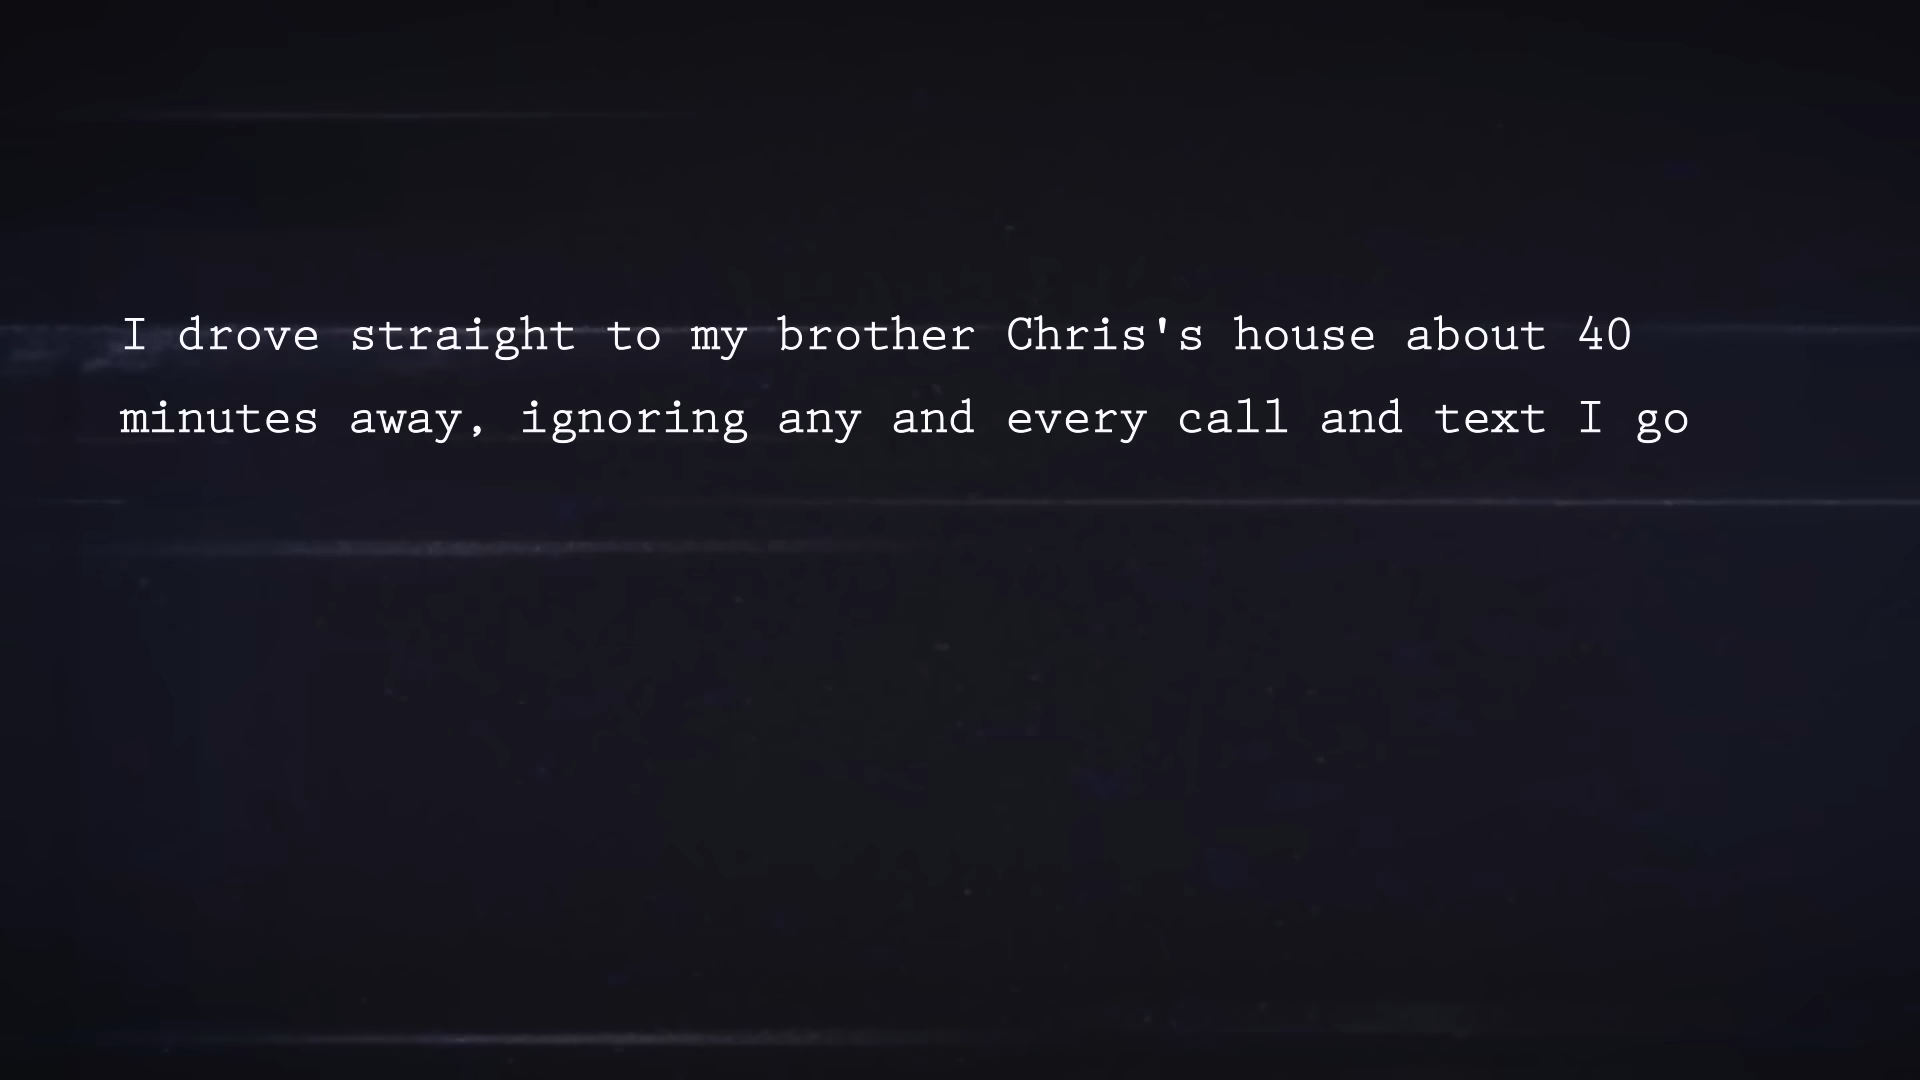 I drove straight to my brother Chris's house about 40
minutes away, ignoring any and every call and text I go